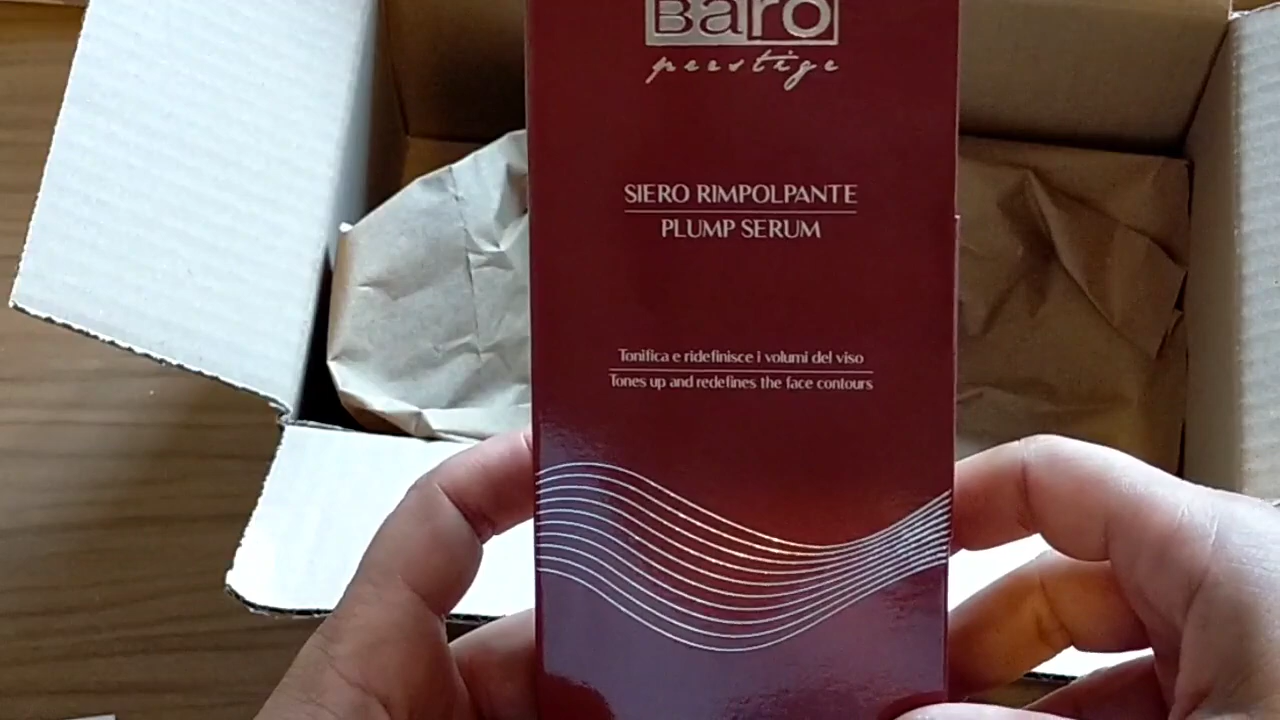 Baro
prestige
SIERO RIMPOLPANTE
PLUMP SERUM
Tonifica e ridefinisce i volumi del viso
Tones up and redefines the face contours